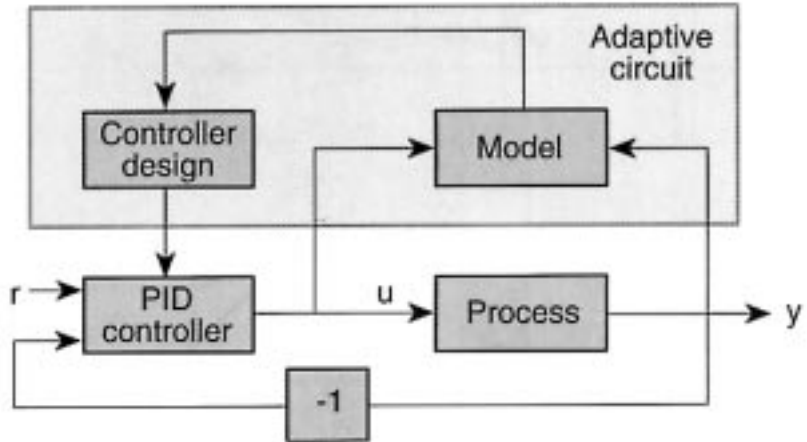 Adaptive
circuit
Controller
design
Model
r
PID
controller
u
Process
y
-1